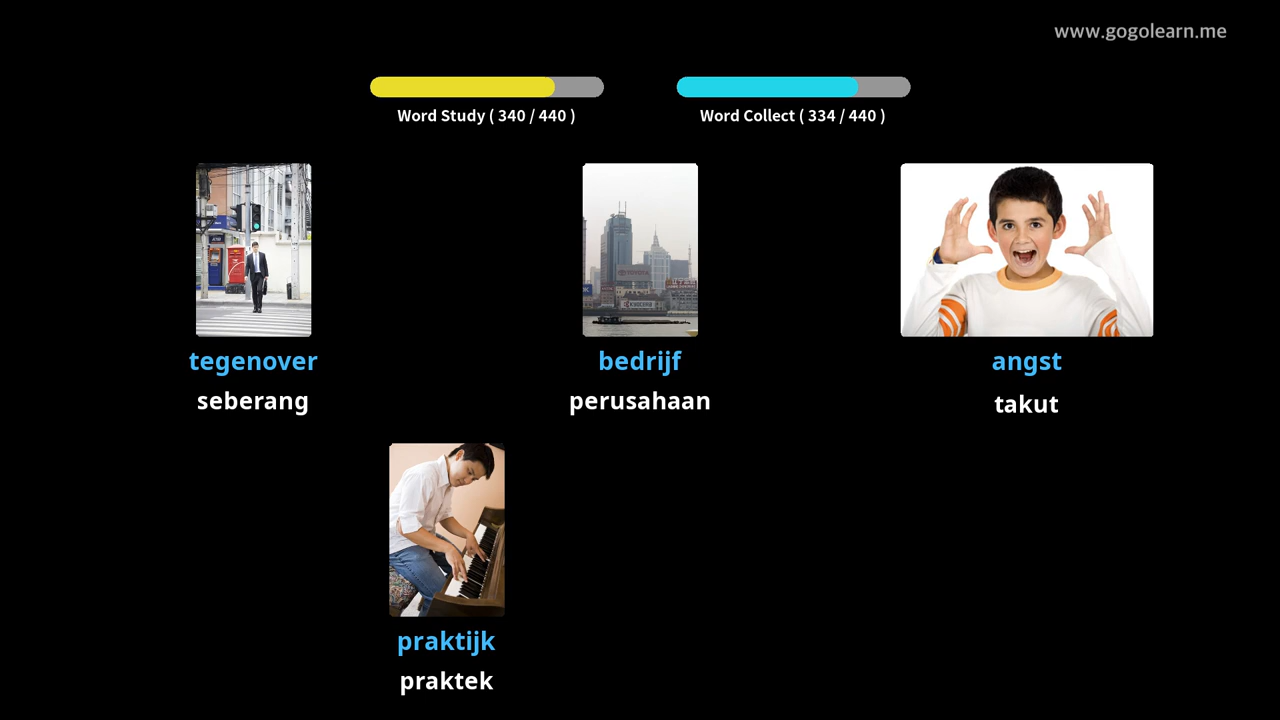 www.gogolearn.me
Word Study ( 340 / 440 )
Word Collect ( 334 / 440 )
tegenover
bedrijf
angst
seberang
perusahaan
takut
praktijk
praktek